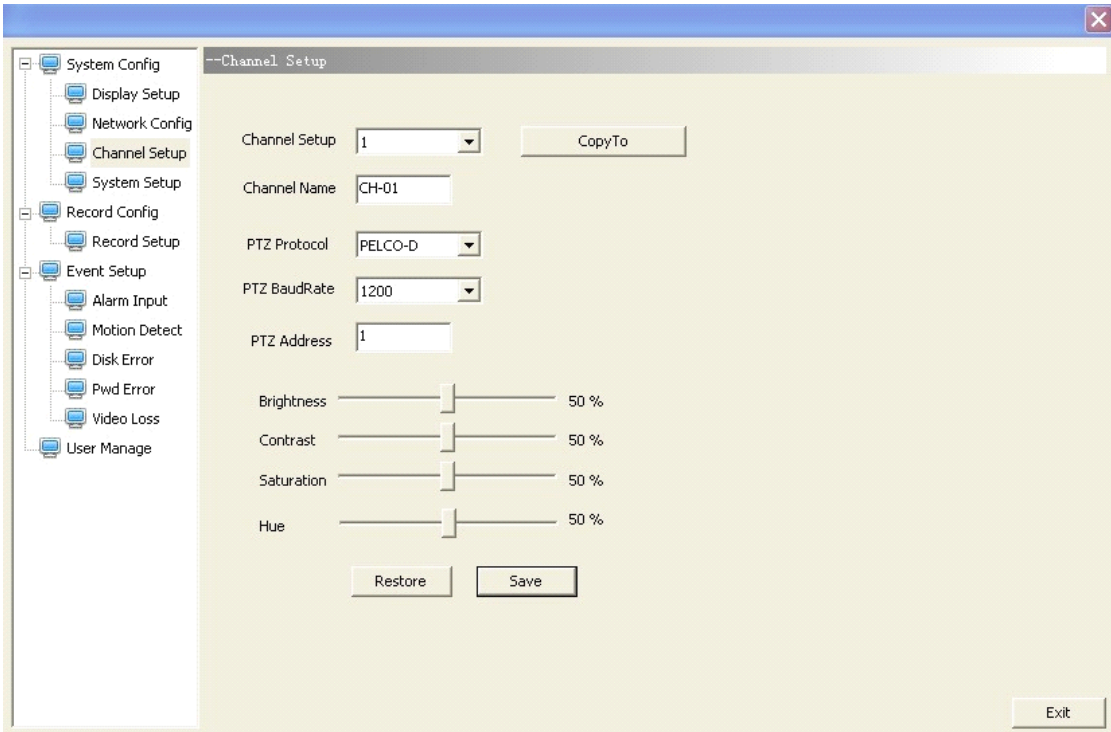 System Config
Display Setup
Network Config
Channel Setup
System Setup
Record Config
Record Setup
Event Setup
Alarm Input
Motion Detect
Disk Error
Pwd Error
Video Loss
User Manage
--Channel Setup
Channel Setup 1 CopyTo
Channel Name CH-01
PTZ Protocol PELCO-D
PTZ BaudRate 1200
PTZ Address 1
Brightness 50 %
Contrast 50 %
Saturation 50 %
Hue 50 %
Restore Save
Exit